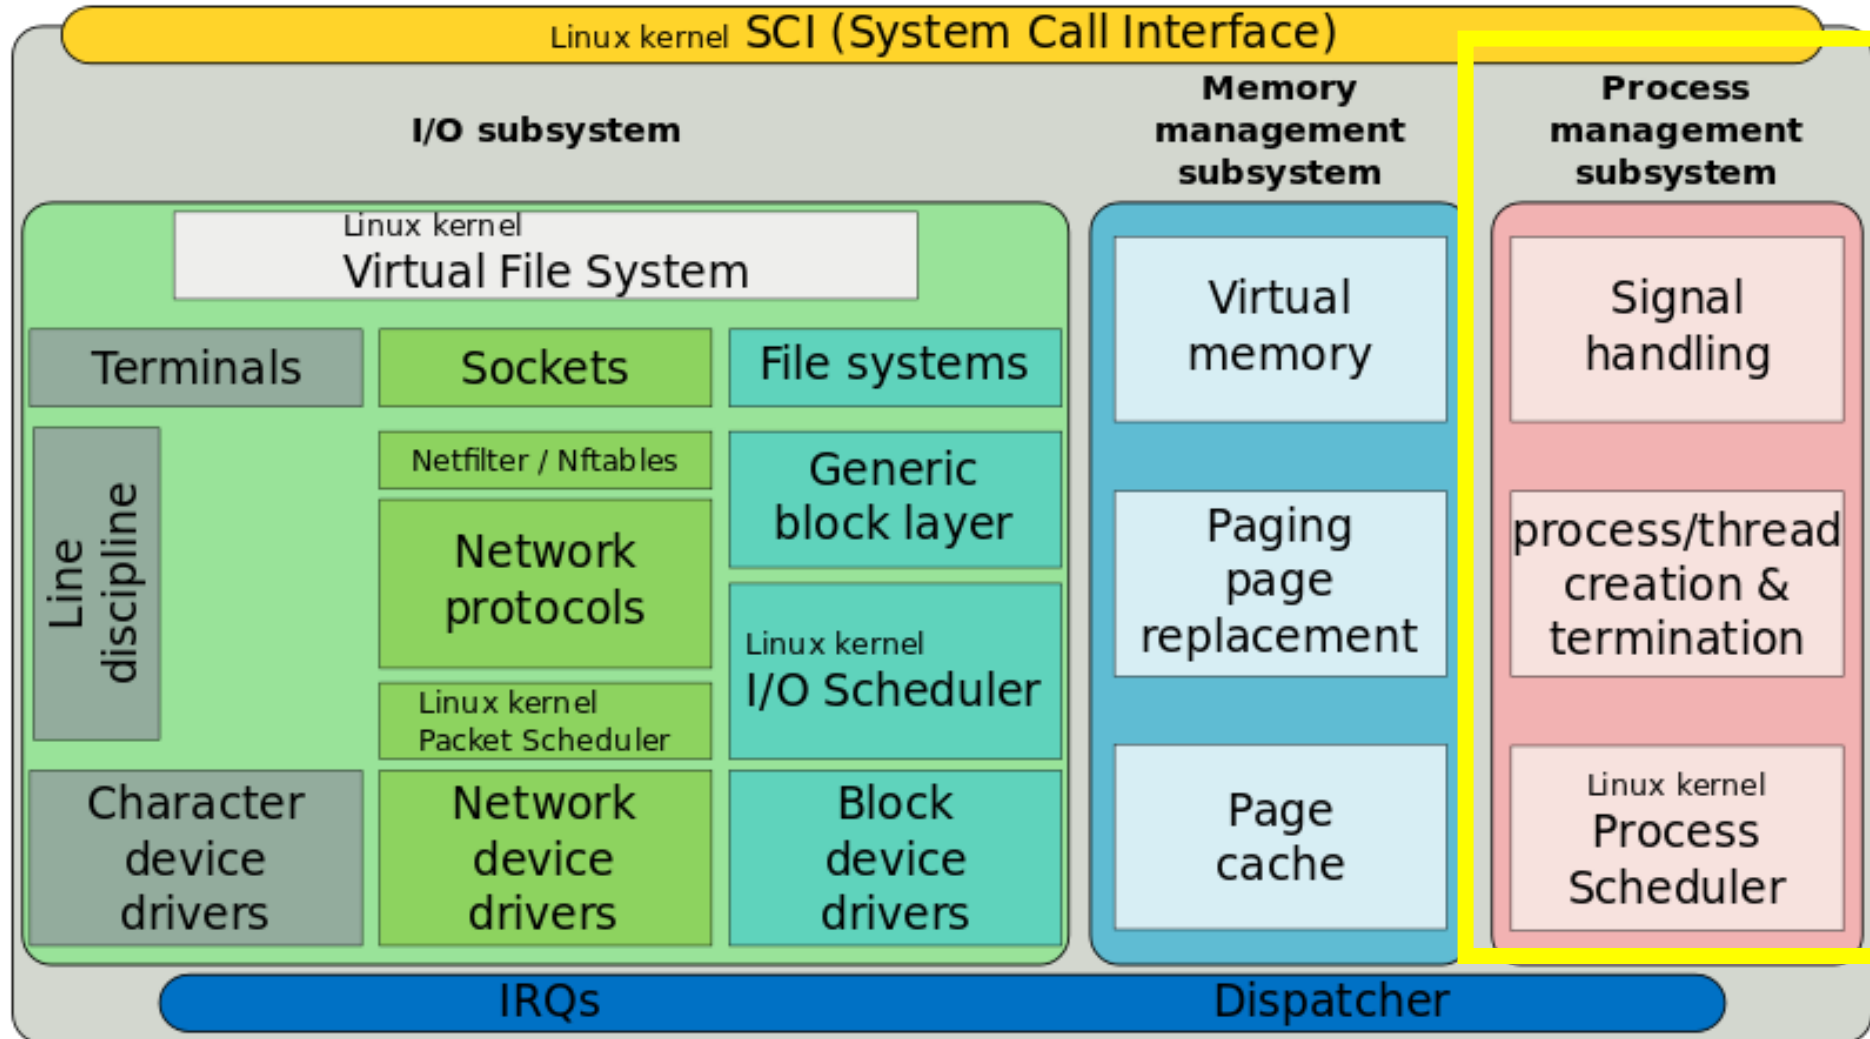 Linux kernel SCI (System Call Interface)
I/O subsystem
Memory
management
subsystem
Process
management
subsystem
Linux kernel
Virtual File System
Terminals
Sockets
File systems
Line
discipline
Netfilter / Nftables
Network
protocols
Linux kernel
Packet Scheduler
Generic
block layer
Linux kernel
I/O Scheduler
Character
device
drivers
Network
device
drivers
Block
device
drivers
Virtual
memory
Paging
page
replacement
Page
cache
Signal
handling
process/thread
creation &
termination
Linux kernel
Process
Scheduler
IRQs
Dispatcher